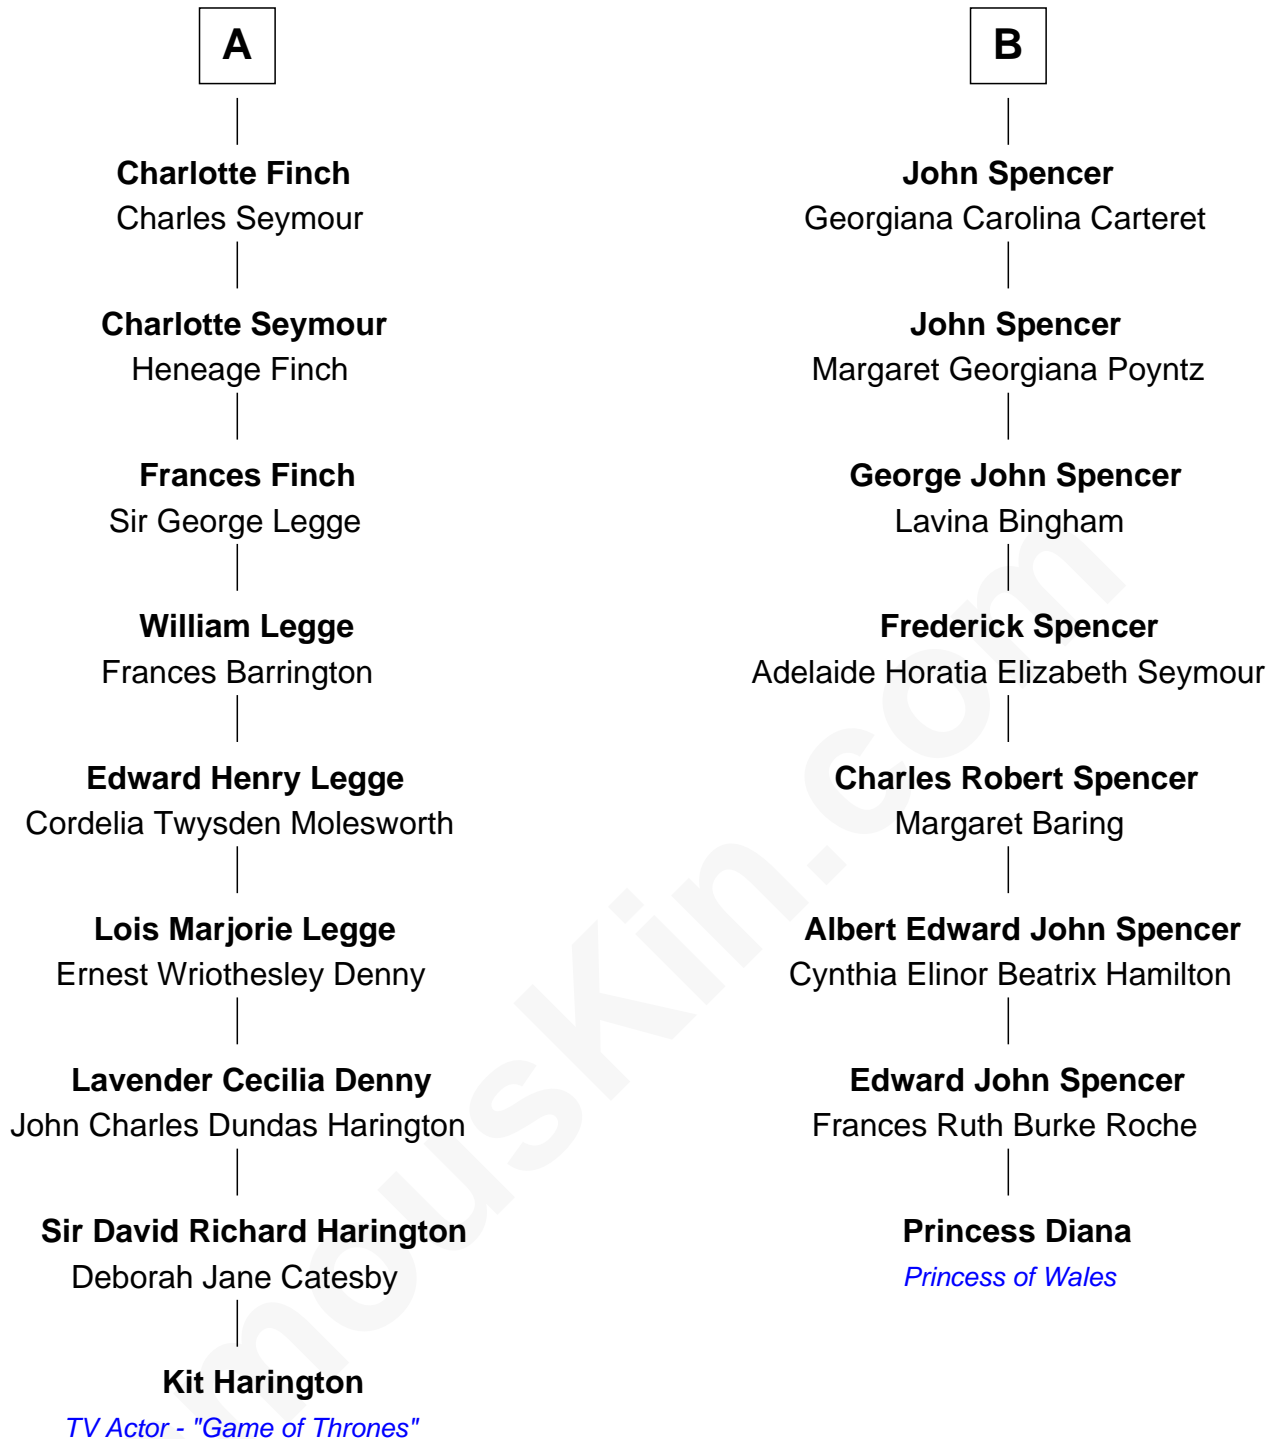 A
Charlotte Finch
Charles Seymour
Charlotte Seymour
Heneage Finch
Frances Finch
Sir George Legge
William Legge
Frances Barrington
Edward Henry Legge
Cordelia Twysden Molesworth
Lois Marjorie Legge
Ernest Wriothesley Denny
Lavender Cecilia Denny
John Charles Dundas Harington
Sir David Richard Harington
Deborah Jane Catesby
Kit Harington
TV Actor - "Game of Thrones"
B
John Spencer
Georgiana Carolina Carteret
John Spencer
Margaret Georgiana Poyntz
George John Spencer
Lavina Bingham
Frederick Spencer
Adelaide Horatia Elizabeth Seymour
Charles Robert Spencer
Margaret Baring
Albert Edward John Spencer
Cynthia Elinor Beatrix Hamilton
Edward John Spencer
Frances Ruth Burke Roche
Princess Diana
Princess of Wales
mousKin.com